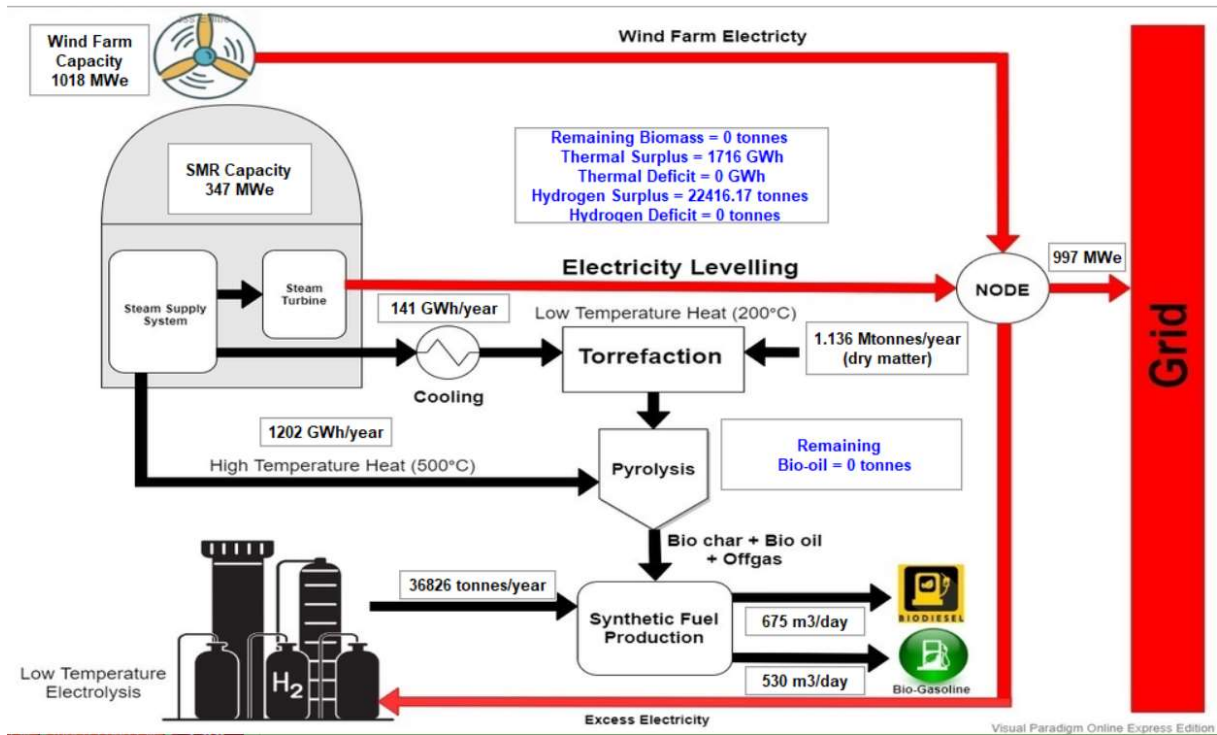 Wind Farm
Capacity
1018 MWe
Wind Farm Electricty
SMR Capacity
347 MWe
Remaining Biomass = 0 tonnes
Thermal Surplus = 1716 GWh
Thermal Deficit = 0 GWh
Hydrogen Surplus = 22416.17 tonnes
Hydrogen Deficit = 0 tonnes
Steam Supply
System
Steam
Turbine
Electricity Levelling
NODE
997 MWe
Grid
141 GWh/year
Low Temperature Heat (200°C)
Cooling
Torrefaction
1.136 Mtonnes/year
(dry matter)
1202 GWh/year
High Temperature Heat (500°C)
Pyrolysis
Remaining
Bio-oil = 0 tonnes
Bio char + Bio oil
+ Offgas
36826 tonnes/year
Synthetic Fuel
Production
675 m3/day
BIODIESEL
530 m3/day
Bio-Gasoline
Low Temperature
Electrolysis
H2
Excess Electricity
Visual Paradigm Online Express Edition